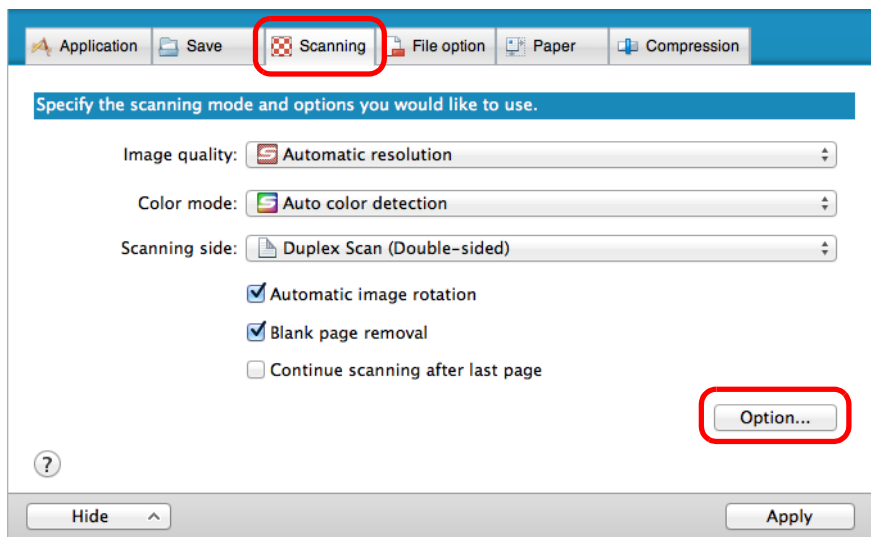 Application Save Scanning File option Paper Compression
Specify the scanning mode and options you would like to use.
Image quality: Automatic resolution
Color mode: Auto color detection
Scanning side: Duplex Scan (Double-sided)
Automatic image rotation
Blank page removal
Continue scanning after last page
Option...
?
Hide Apply